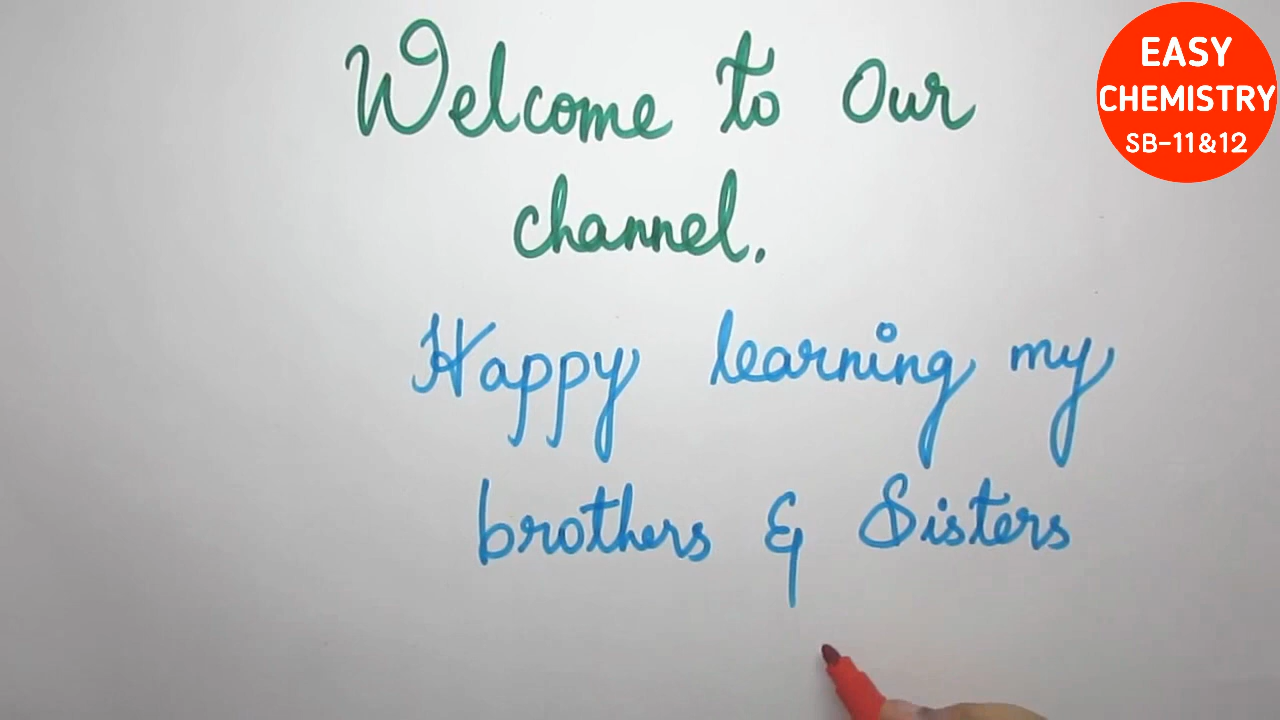 Welcome to Our
channel.
Happy learning my
brothers & Sisters
EASY
CHEMISTRY
SB-11&12